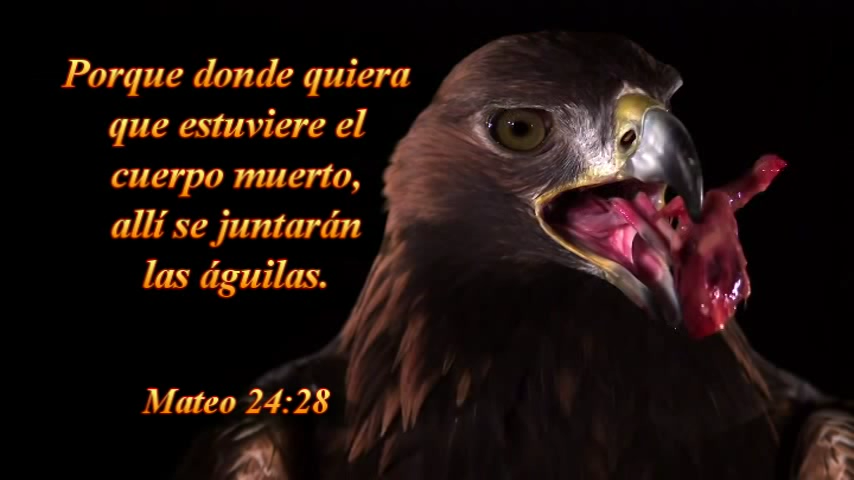 Porque donde quiera
que estuviere el
cuerpo muerto,
allí se juntarán
las águilas.
Mateo 24:28